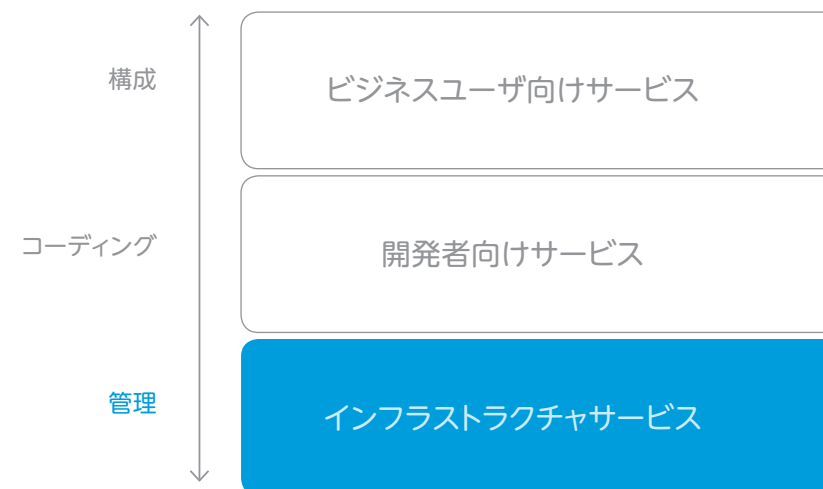 構成
ビジネスユーザ向けサービス
コーディング
開発者向けサービス
管理
インフラストラクチャサービス